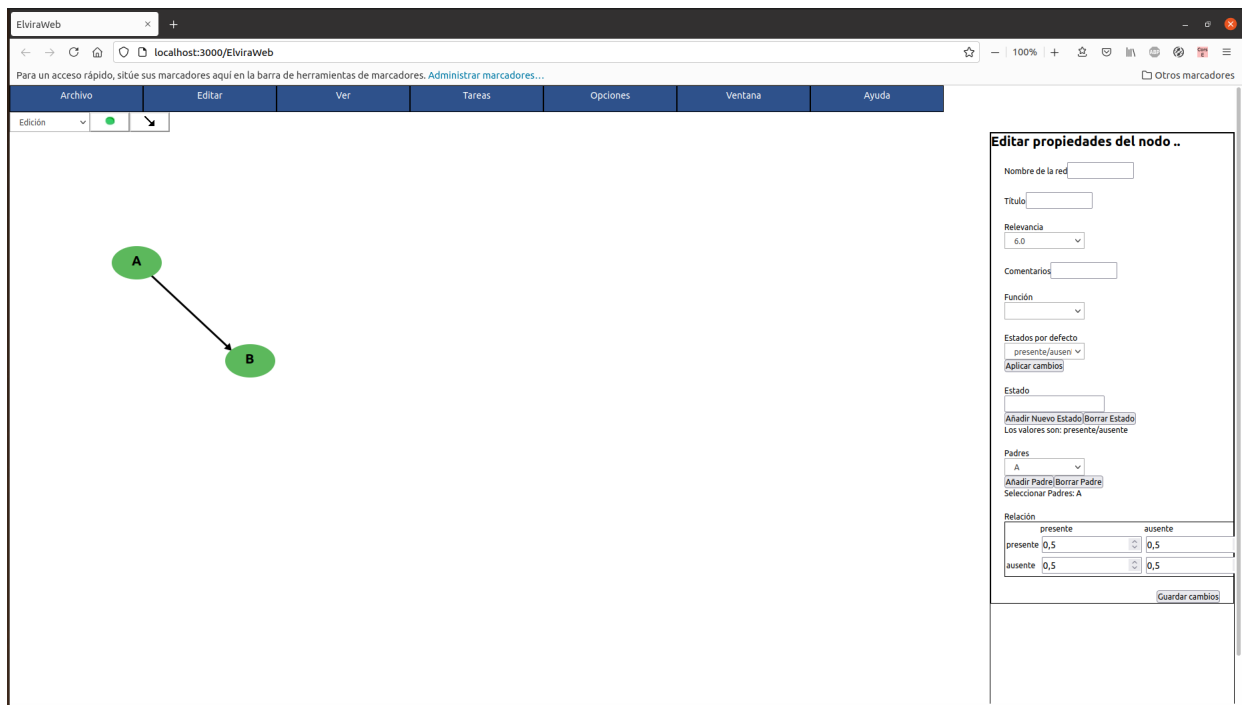 ElviraWeb
localhost:3000/ElviraWeb
100%
Para un acceso rápido, sitúe sus marcadores aquí en la barra de herramientas de marcadores. Administrar marcadores…
Otros marcadores
Archivo Editar Ver Tareas Opciones Ventana Ayuda
Edición
A
B
Editar propiedades del nodo ..
Nombre de la red
Título
Relevancia
6.0
Comentarios
Función
Estados por defecto
presente/ausen
Aplicar cambios
Estado
Añadir Nuevo Estado Borrar Estado
Los valores son: presente/ausente
Padres
A
Añadir Padre Borrar Padre
Seleccionar Padres: A
Relación
presente ausente
presente 0,5 0,5
ausente 0,5 0,5
Guardar cambios